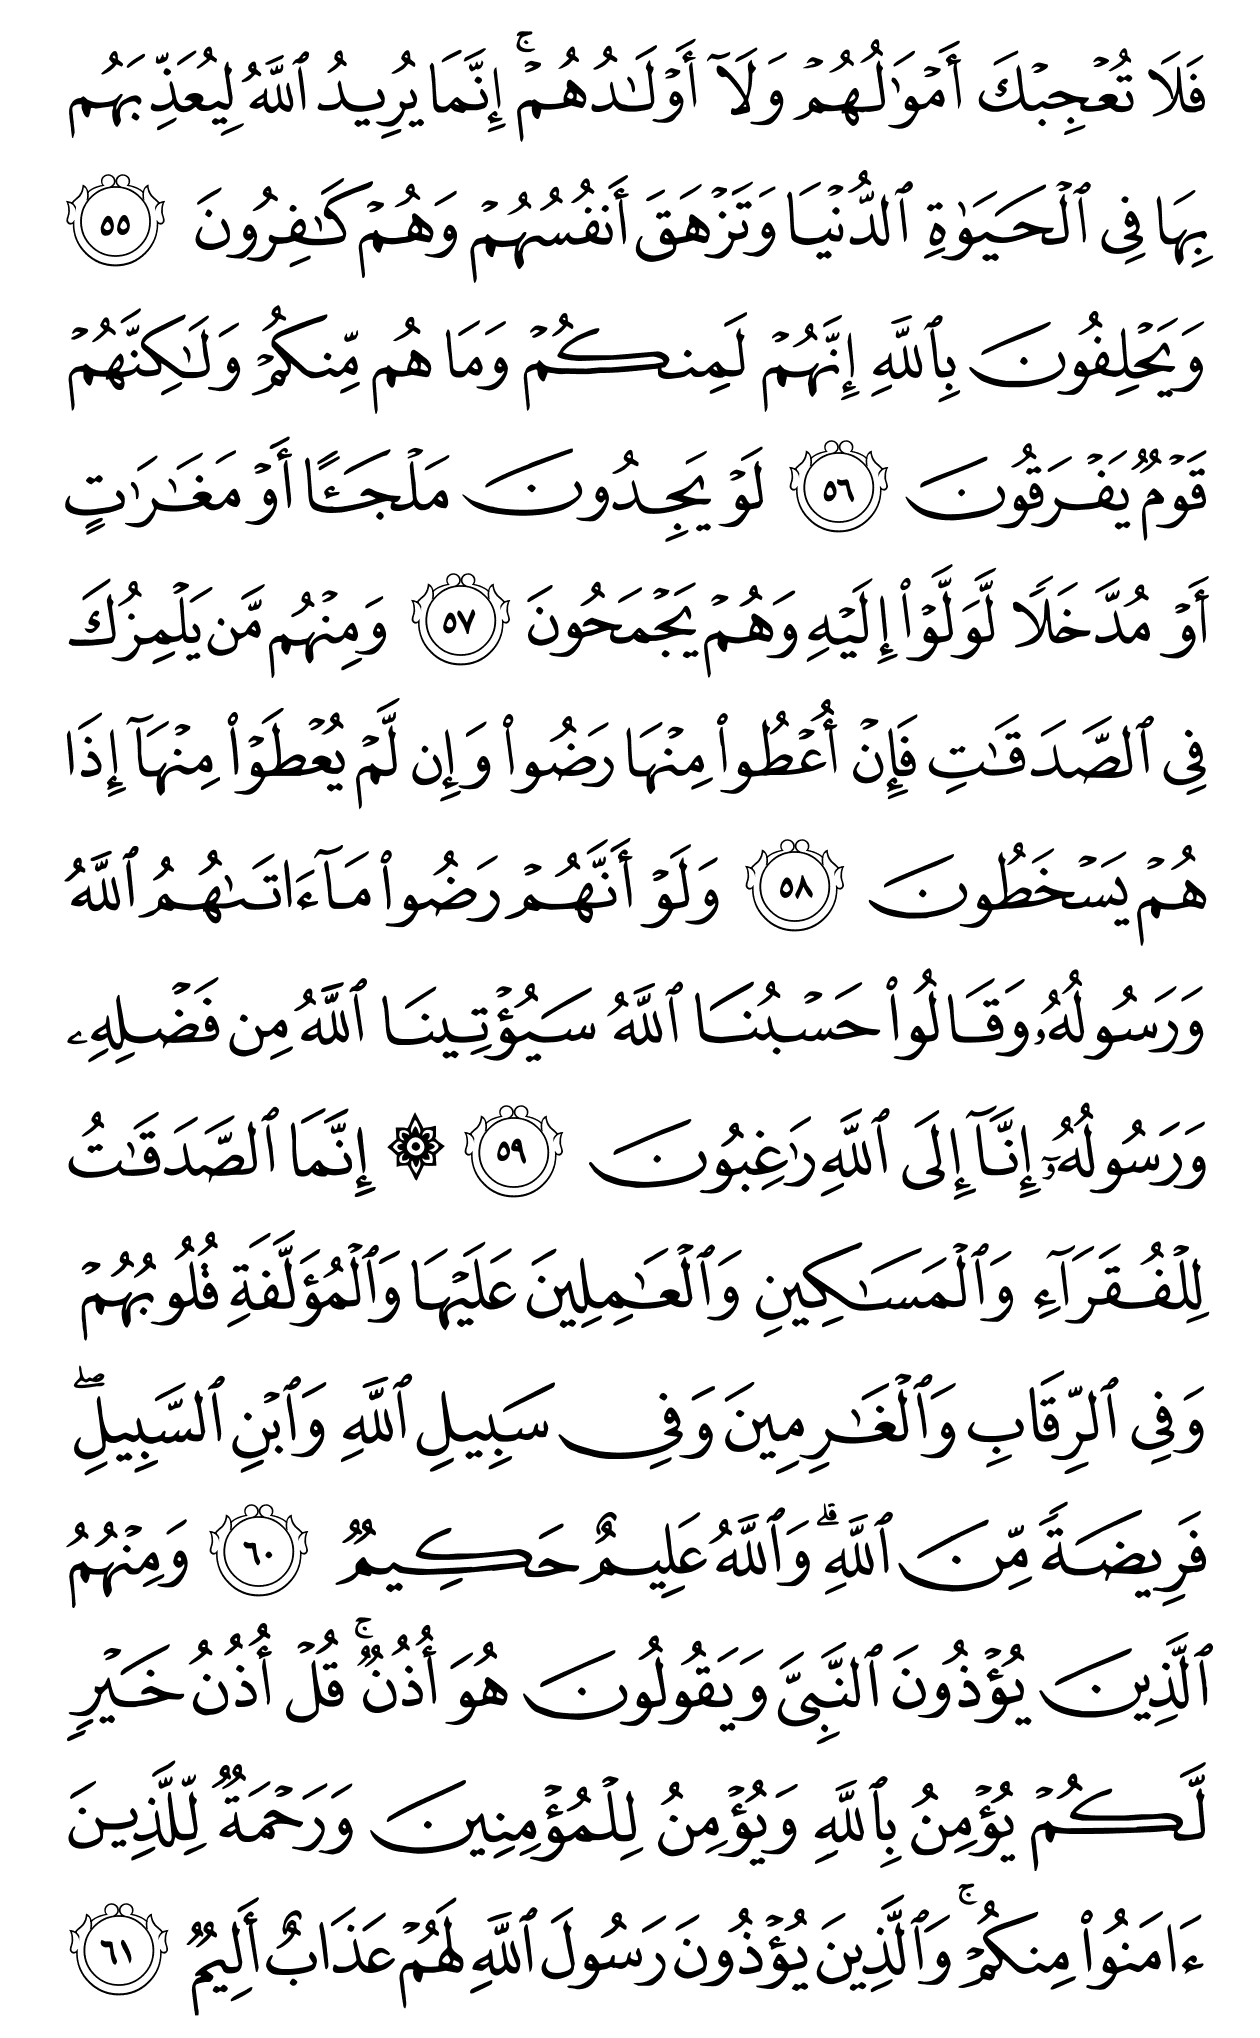 فَلَا تُعۡجِبۡكَ أَمۡوَٰلُهُمۡ وَلَآ أَوۡلَٰدُهُمۡۚ إِنَّمَا يُرِيدُ ٱللَّهُ لِيُعَذِّبَهُم
بِهَا فِي ٱلۡحَيَوٰةِ ٱلدُّنۡيَا وَتَزۡهَقَ أَنفُسُهُمۡ وَهُمۡ كَٰفِرُونَ ٥٥
وَيَحۡلِفُونَ بِٱللَّهِ إِنَّهُمۡ لَمِنكُمۡ وَمَا هُم مِّنكُمۡ وَلَٰكِنَّهُمۡ
قَوۡمٞ يَفۡرَقُونَ ٥٦ لَوۡ يَجِدُونَ مَلۡجَـًٔا أَوۡ مَغَٰرَٰتٍ
أَوۡ مُدَّخَلٗا لَّوَلَّوۡاْ إِلَيۡهِ وَهُمۡ يَجۡمَحُونَ ٥٧ وَمِنۡهُم مَّن يَلۡمِزُكَ
فِي ٱلصَّدَقَٰتِ فَإِنۡ أُعۡطُواْ مِنۡهَا رَضُواْ وَإِن لَّمۡ يُعۡطَوۡاْ مِنۡهَآ إِذَا
هُمۡ يَسۡخَطُونَ ٥٨ وَلَوۡ أَنَّهُمۡ رَضُواْ مَآ ءَاتَىٰهُمُ ٱللَّهُ
وَرَسُولُهُۥ وَقَالُواْ حَسۡبُنَا ٱللَّهُ سَيُؤۡتِينَا ٱللَّهُ مِن فَضۡلِهِۦ
وَرَسُولُهُۥٓ إِنَّآ إِلَى ٱللَّهِ رَٰغِبُونَ ٥٩ ۞ إِنَّمَا ٱلصَّدَقَٰتُ
لِلۡفُقَرَآءِ وَٱلۡمَسَٰكِينِ وَٱلۡعَٰمِلِينَ عَلَيۡهَا وَٱلۡمُؤَلَّفَةِ قُلُوبُهُمۡ
وَفِي ٱلرِّقَابِ وَٱلۡغَٰرِمِينَ وَفِي سَبِيلِ ٱللَّهِ وَٱبۡنِ ٱلسَّبِيلِۖ
فَرِيضَةٗ مِّنَ ٱللَّهِۗ وَٱللَّهُ عَلِيمٌ حَكِيمٞ ٦٠ وَمِنۡهُمُ
ٱلَّذِينَ يُؤۡذُونَ ٱلنَّبِيَّ وَيَقُولُونَ هُوَ أُذُنٞۚ قُلۡ أُذُنُ خَيۡرٖ
لَّكُمۡ يُؤۡمِنُ بِٱللَّهِ وَيُؤۡمِنُ لِلۡمُؤۡمِنِينَ وَرَحۡمَةٞ لِّلَّذِينَ
ءَامَنُواْ مِنكُمۡۚ وَٱلَّذِينَ يُؤۡذُونَ رَسُولَ ٱللَّهِ لَهُمۡ عَذَابٌ أَلِيمٞ ٦١